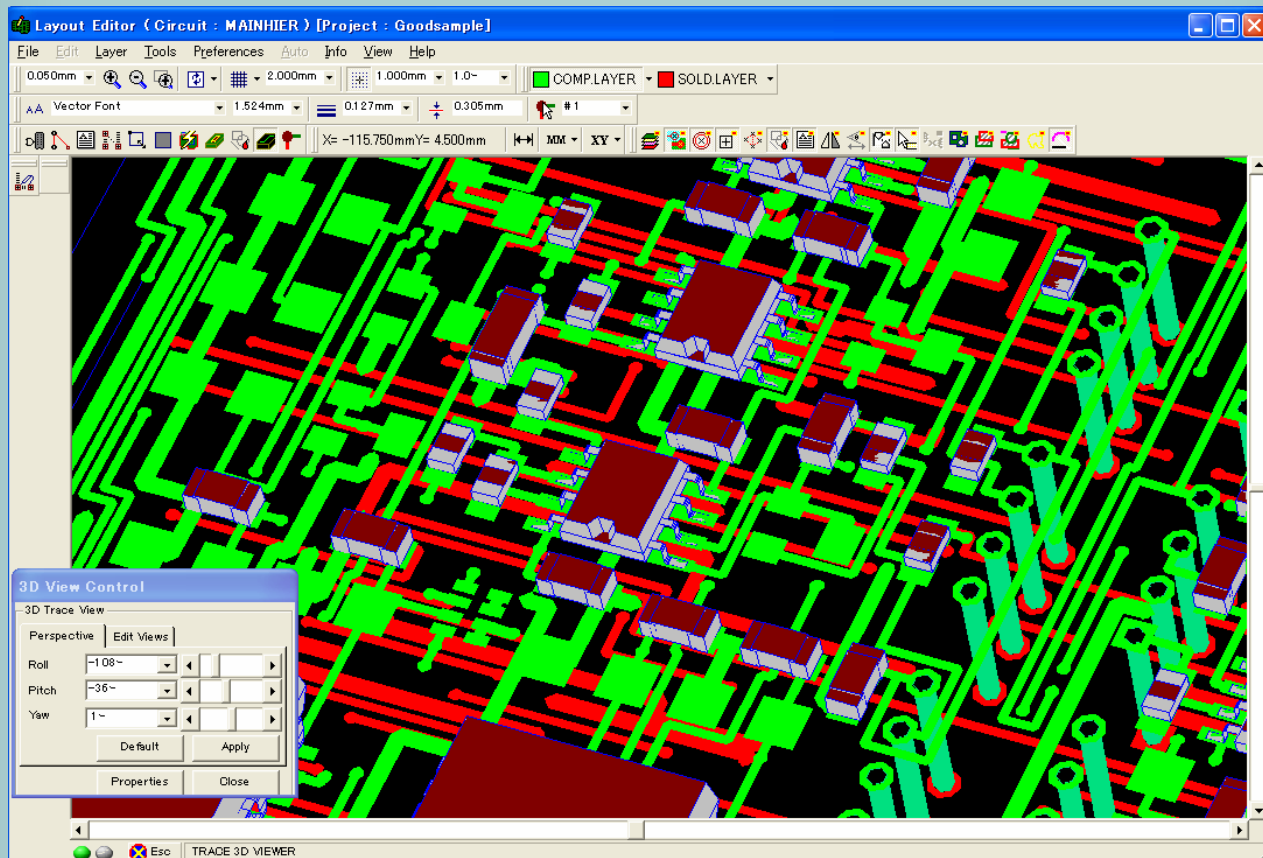 Layout Editor ( Circuit : MAINHIER ) [Project : Goodsample]
File Edit Layer Tools Preferences Auto Info View Help
0.050mm 2.000mm 1.000mm 1.0~ COMP.LAYER SOLD.LAYER
AA Vector Font 1.524mm 0.127mm 0.305mm #1
X= -115.750mm Y= 4.500mm MM XY
3D View Control
3D Trace View
Perspective Edit Views
Roll -108~
Pitch -36~
Yaw 1~
Default Apply
Properties Close
Esc TRACE 3D VIEWER